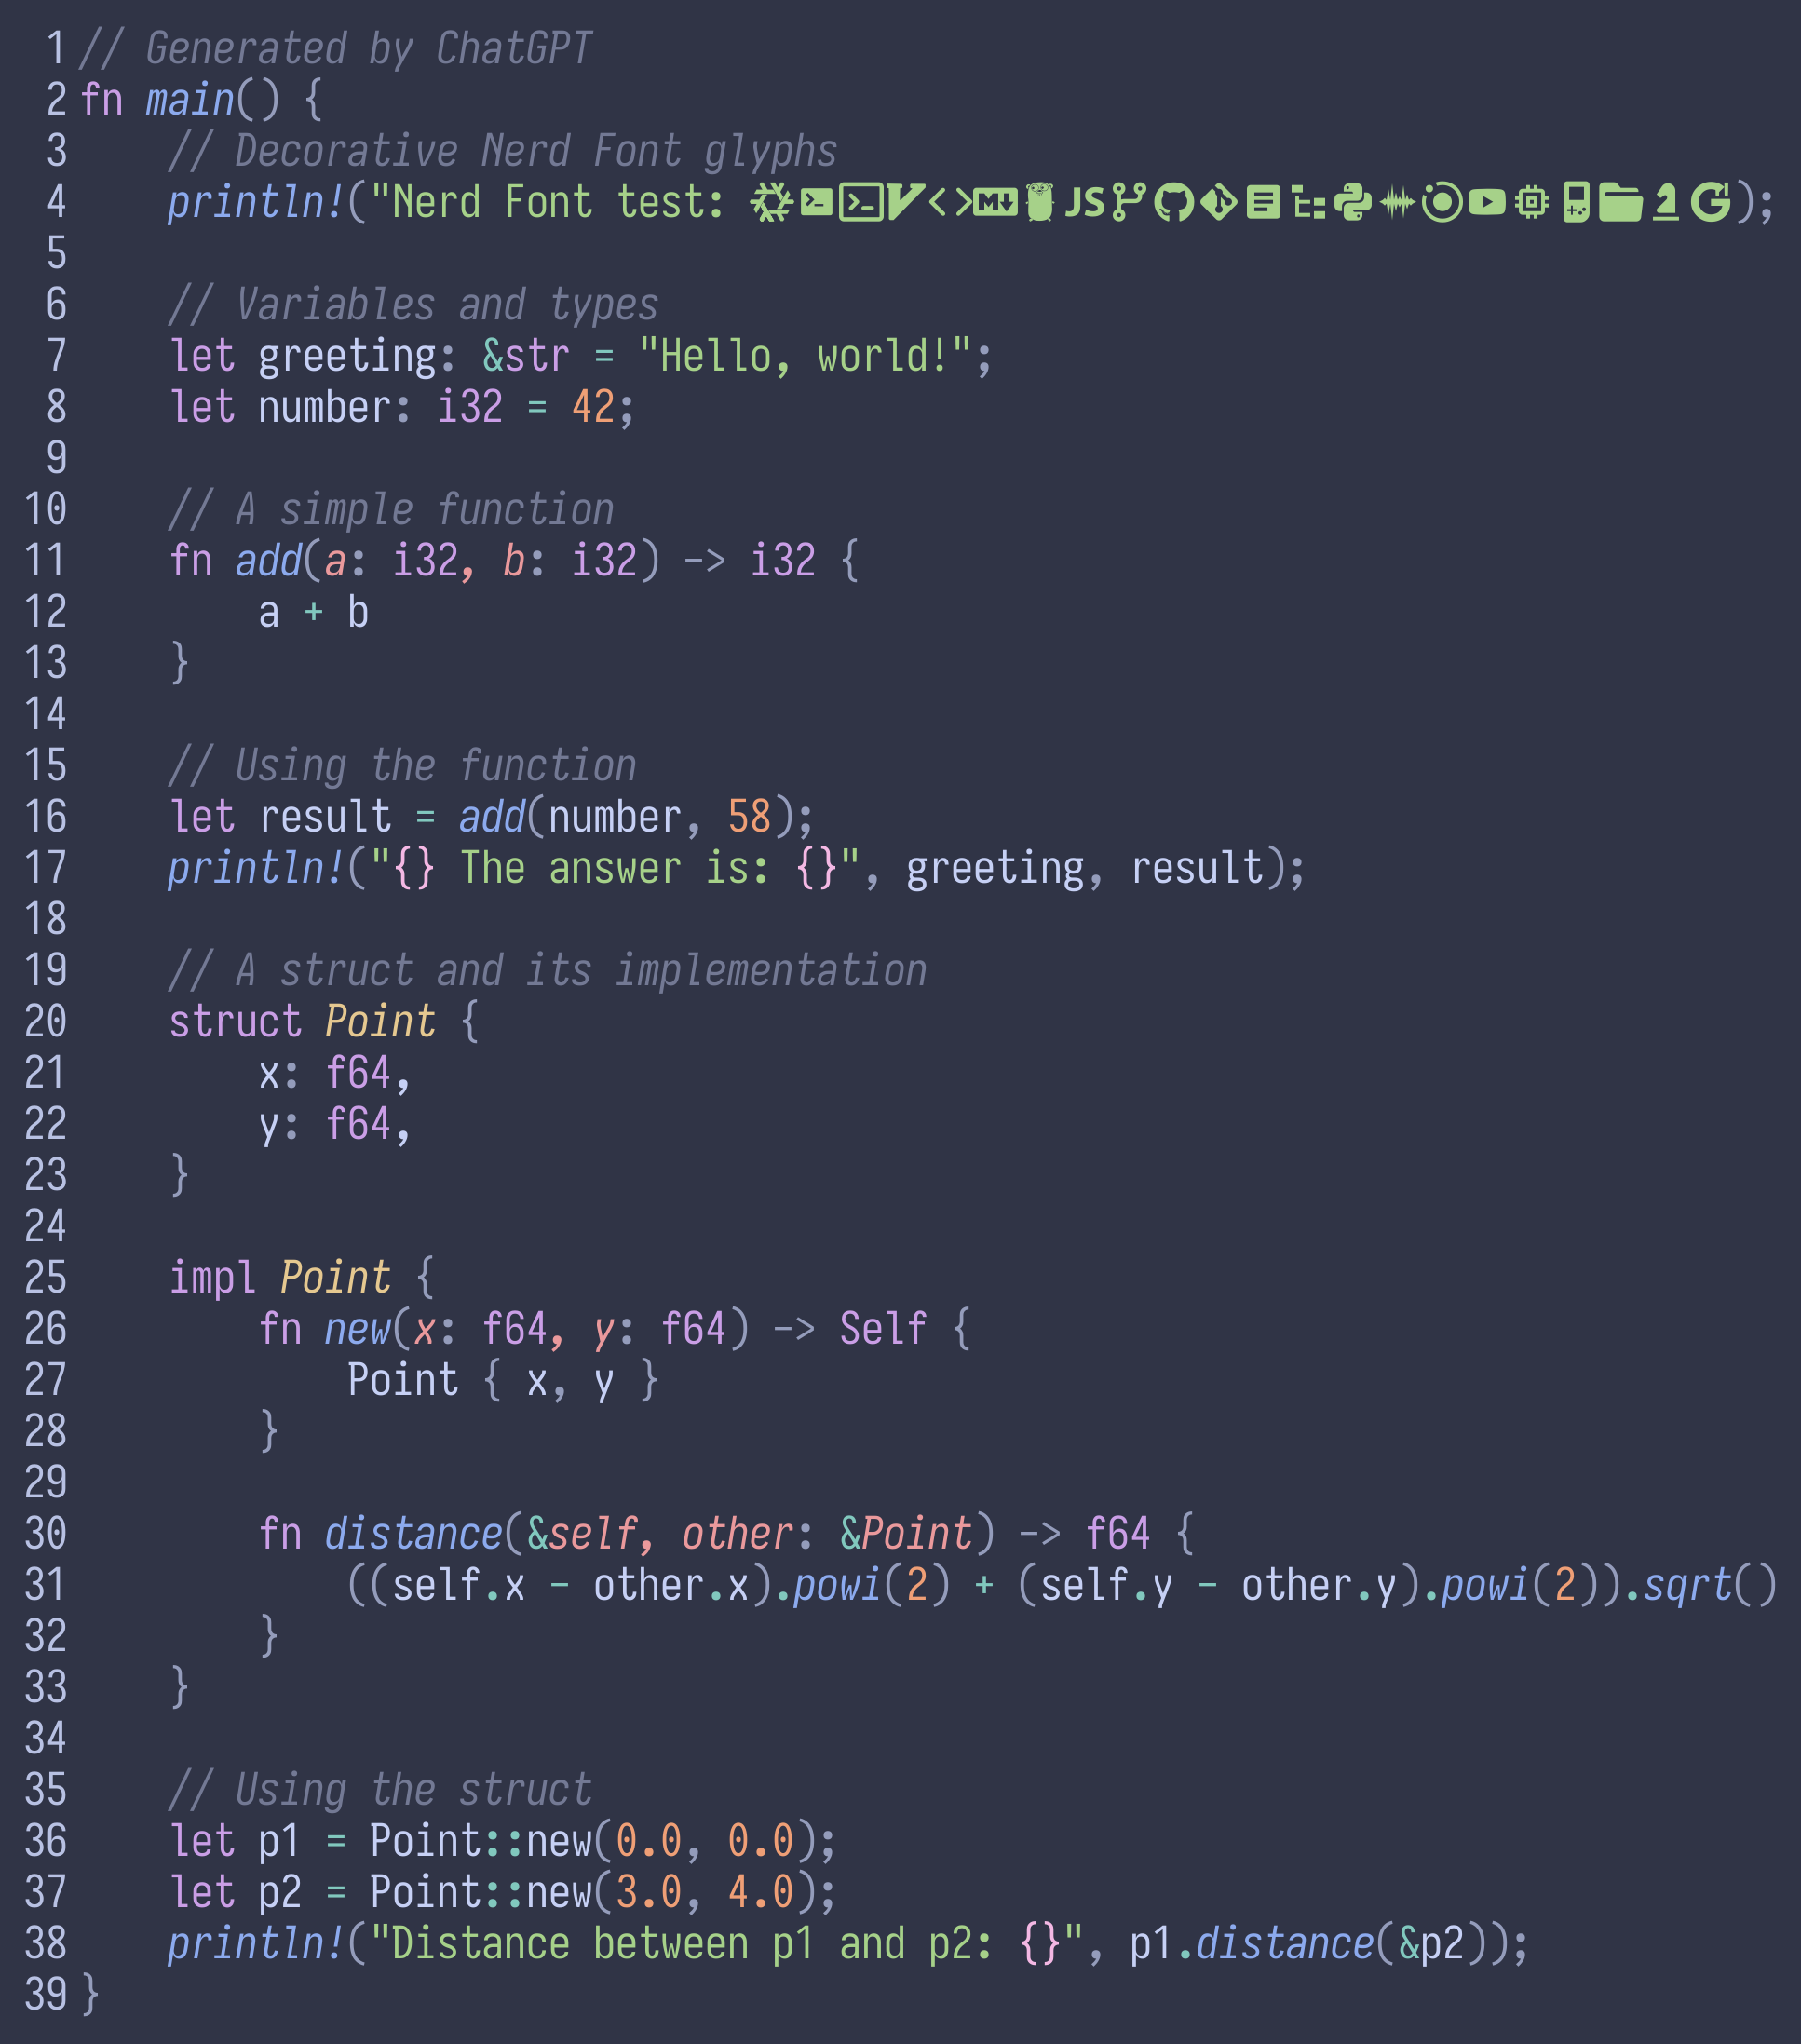 1 // Generated by ChatGPT
2 fn main() {
3     // Decorative Nerd Font glyphs
4     println!("Nerd Font test: JS");
5
6     // Variables and types
7     let greeting: &str = "Hello, world!";
8     let number: i32 = 42;
9
10     // A simple function
11     fn add(a: i32, b: i32) -> i32 {
12         a + b
13     }
14
15     // Using the function
16     let result = add(number, 58);
17     println!("{} The answer is: {}", greeting, result);
18
19     // A struct and its implementation
20     struct Point {
21         x: f64,
22         y: f64,
23     }
24
25     impl Point {
26         fn new(x: f64, y: f64) -> Self {
27             Point { x, y }
28         }
29
30         fn distance(&self, other: &Point) -> f64 {
31             ((self.x - other.x).powi(2) + (self.y - other.y).powi(2)).sqrt()
32         }
33     }
34
35     // Using the struct
36     let p1 = Point::new(0.0, 0.0);
37     let p2 = Point::new(3.0, 4.0);
38     println!("Distance between p1 and p2: {}", p1.distance(&p2));
39 }